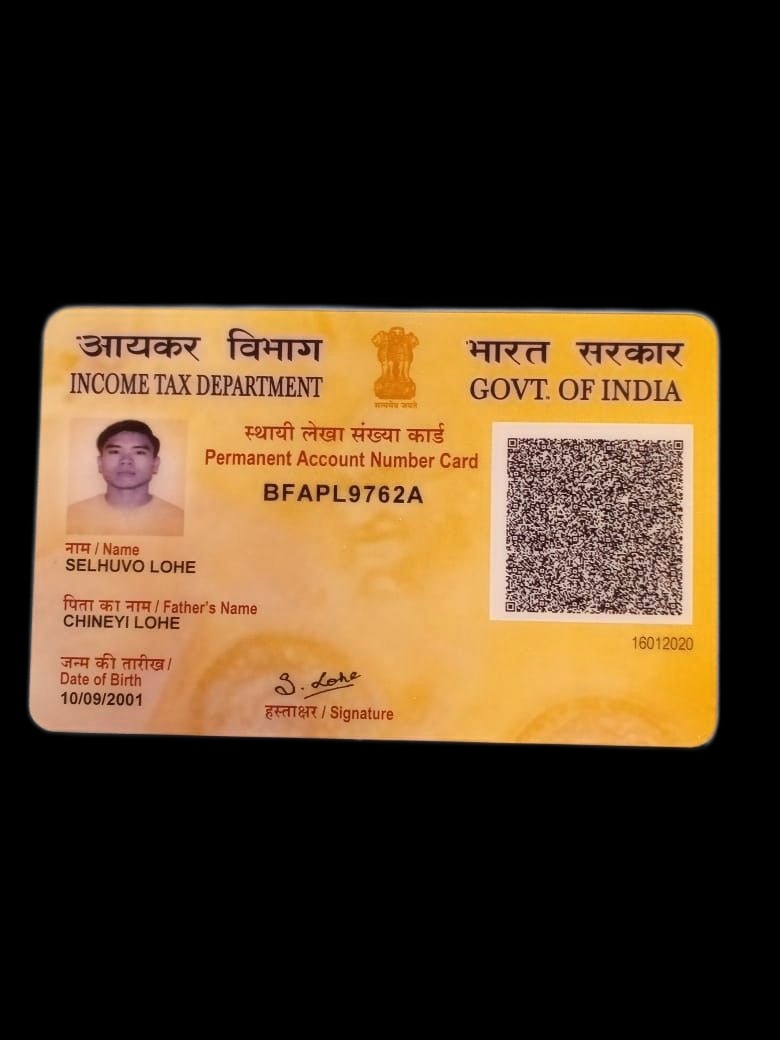 आयकर विभाग
INCOME TAX DEPARTMENT
सत्यमेव जयते
भारत सरकार
GOVT. OF INDIA
स्थायी लेखा संख्या कार्ड
Permanent Account Number Card
BFAPL9762A
नाम / Name
SELHUVO LOHE
पिता का नाम / Father's Name
CHINEYI LOHE
जन्म की तारीख /
Date of Birth
10/09/2001
S. Lohe
हस्ताक्षर / Signature
16012020